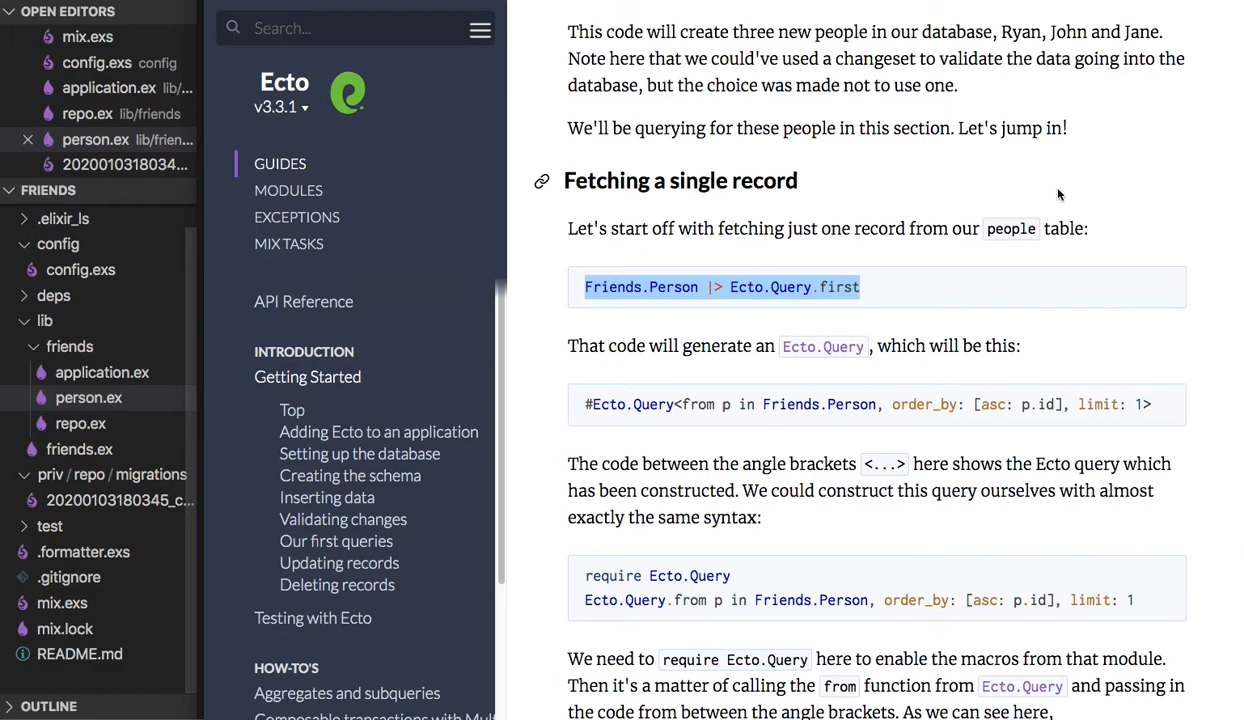 OPEN EDITORS
mix.exs
config.exs config
application.ex lib/...
repo.ex lib/friends
person.ex lib/frien...
2020010318034...
FRIENDS
.elixir_ls
config
config.exs
deps
lib
friends
application.ex
person.ex
repo.ex
friends.ex
priv / repo / migrations
20200103180345_c...
test
.formatter.exs
.gitignore
mix.exs
mix.lock
README.md
OUTLINE
Search...
Ecto
v3.3.1
GUIDES
MODULES
EXCEPTIONS
MIX TASKS
API Reference
INTRODUCTION
Getting Started
Top
Adding Ecto to an application
Setting up the database
Creating the schema
Inserting data
Validating changes
Our first queries
Updating records
Deleting records
Testing with Ecto
HOW-TO'S
Aggregates and subqueries
Composable transactions with Mult
This code will create three new people in our database, Ryan, John and Jane.
Note here that we could've used a changeset to validate the data going into the
database, but the choice was made not to use one.
We'll be querying for these people in this section. Let's jump in!
Fetching a single record
Let's start off with fetching just one record from our people table:
Friends.Person |> Ecto.Query.first
That code will generate an Ecto.Query, which will be this:
#Ecto.Query<from p in Friends.Person, order_by: [asc: p.id], limit: 1>
The code between the angle brackets <...> here shows the Ecto query which
has been constructed. We could construct this query ourselves with almost
exactly the same syntax:
require Ecto.Query
Ecto.Query.from p in Friends.Person, order_by: [asc: p.id], limit: 1
We need to require Ecto.Query here to enable the macros from that module.
Then it's a matter of calling the from function from Ecto.Query and passing in
the code from between the angle brackets. As we can see here,